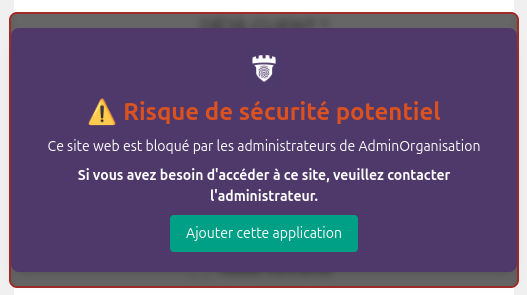 Risque de sécurité potentiel
Ce site web est bloqué par les administrateurs de AdminOrganisation
Si vous avez besoin d'accéder à ce site, veuillez contacter
l'administrateur.
Ajouter cette application